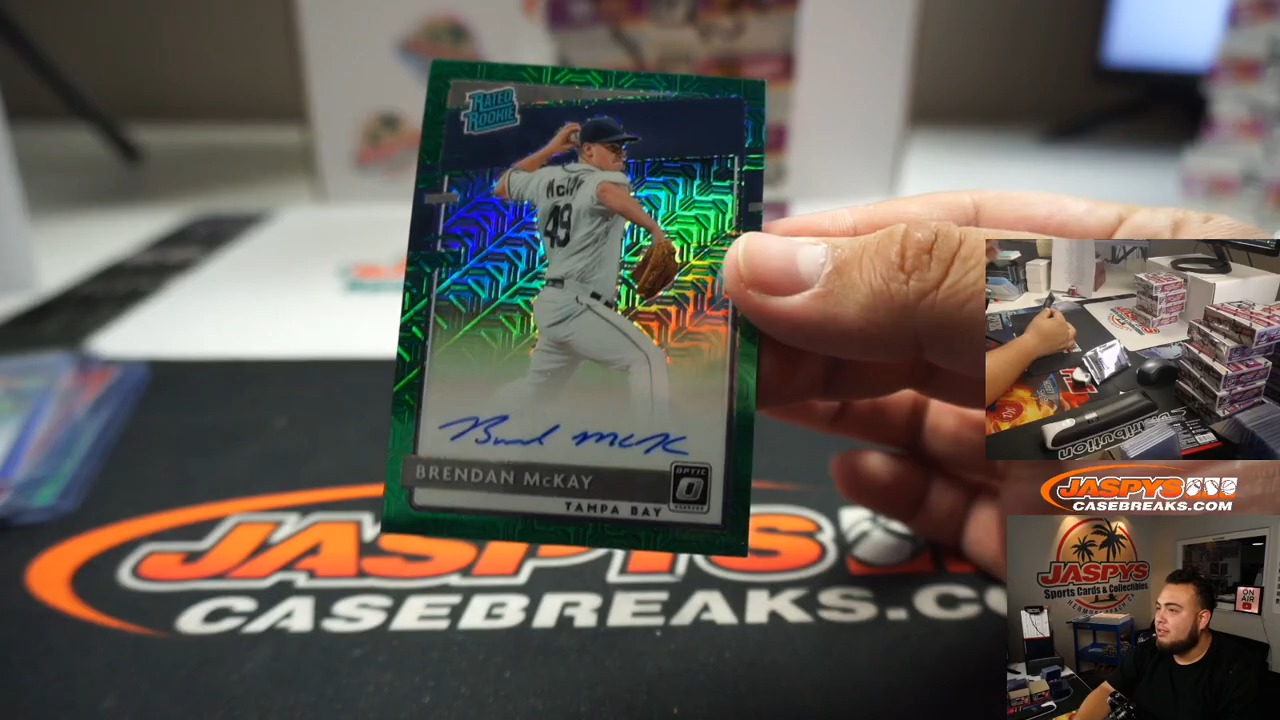 RATED
ROOKIE
McKAY
49
BRENDAN McKAY
OPTIC
TAMPA BAY
JASPYS
CASEBREAKS.CO
JASPYS
CASEBREAKS.COM
JASPYS
Sports Cards & Collectibles
ON
AIR